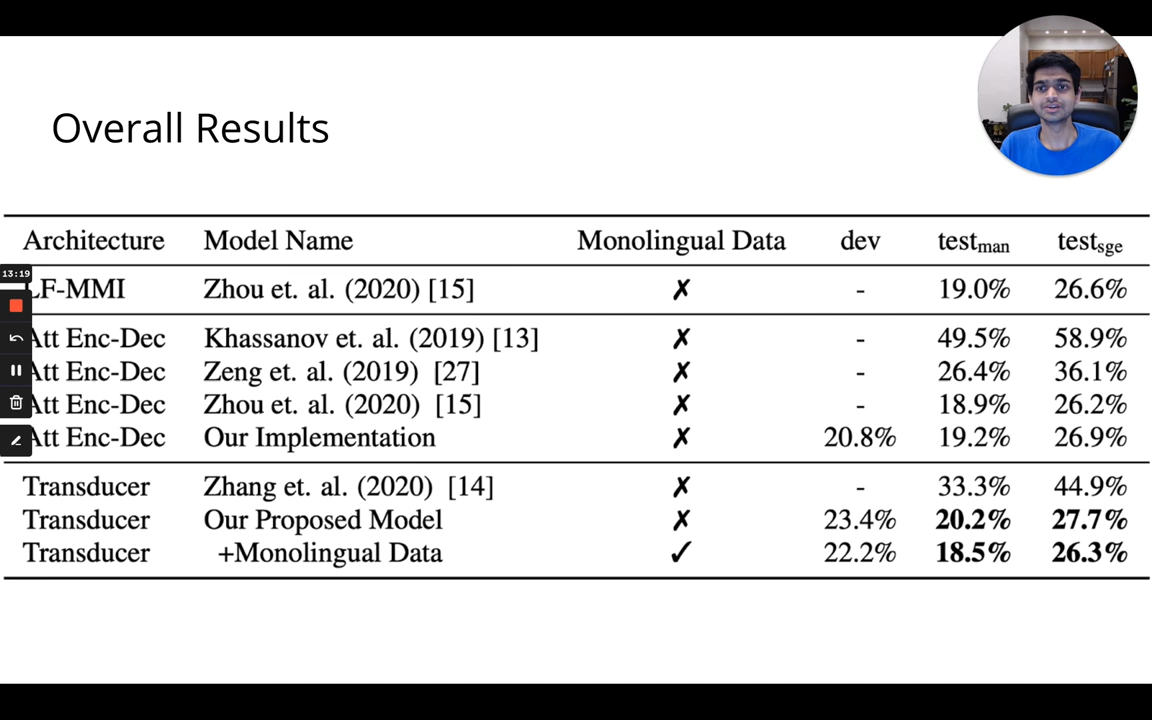 Overall Results
Architecture Model Name Monolingual Data dev testman testsge
13:19
LF-MMI Zhou et. al. (2020) [15] ✗ - 19.0% 26.6%
Att Enc-Dec Khassanov et. al. (2019) [13] ✗ - 49.5% 58.9%
Att Enc-Dec Zeng et. al. (2019) [27] ✗ - 26.4% 36.1%
Att Enc-Dec Zhou et. al. (2020) [15] ✗ - 18.9% 26.2%
Att Enc-Dec Our Implementation ✗ 20.8% 19.2% 26.9%
Transducer Zhang et. al. (2020) [14] ✗ - 33.3% 44.9%
Transducer Our Proposed Model ✗ 23.4% 20.2% 27.7%
Transducer +Monolingual Data ✓ 22.2% 18.5% 26.3%